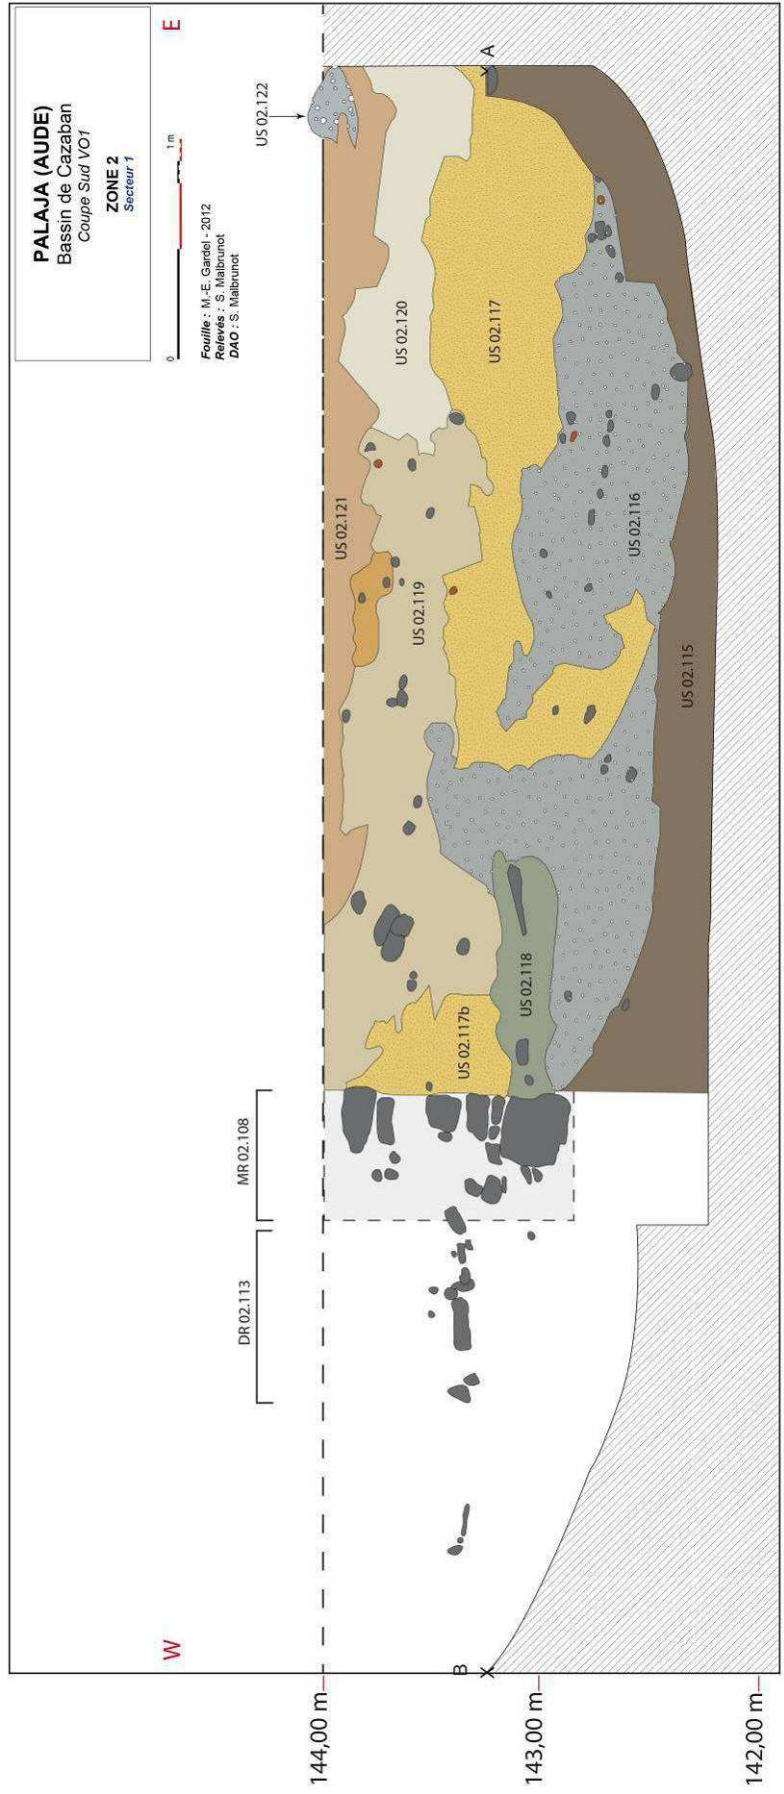 PALAJA (AUDE)
Bassin de Cazaban
Coupe Sud VO1
ZONE 2
Secteur 1
0 1 m
Fouille : M.-E. Gardel - 2012
Relevés : S. Malbrunot
DAO : S. Malbrunot
W
E
DR 02.113
MR 02.108
US 02.122
144,00 m
US 02.121
US 02.120
US 02.119
US 02.117
US 02.117b
US 02.118
US 02.116
US 02.115
B
A
143,00 m
142,00 m